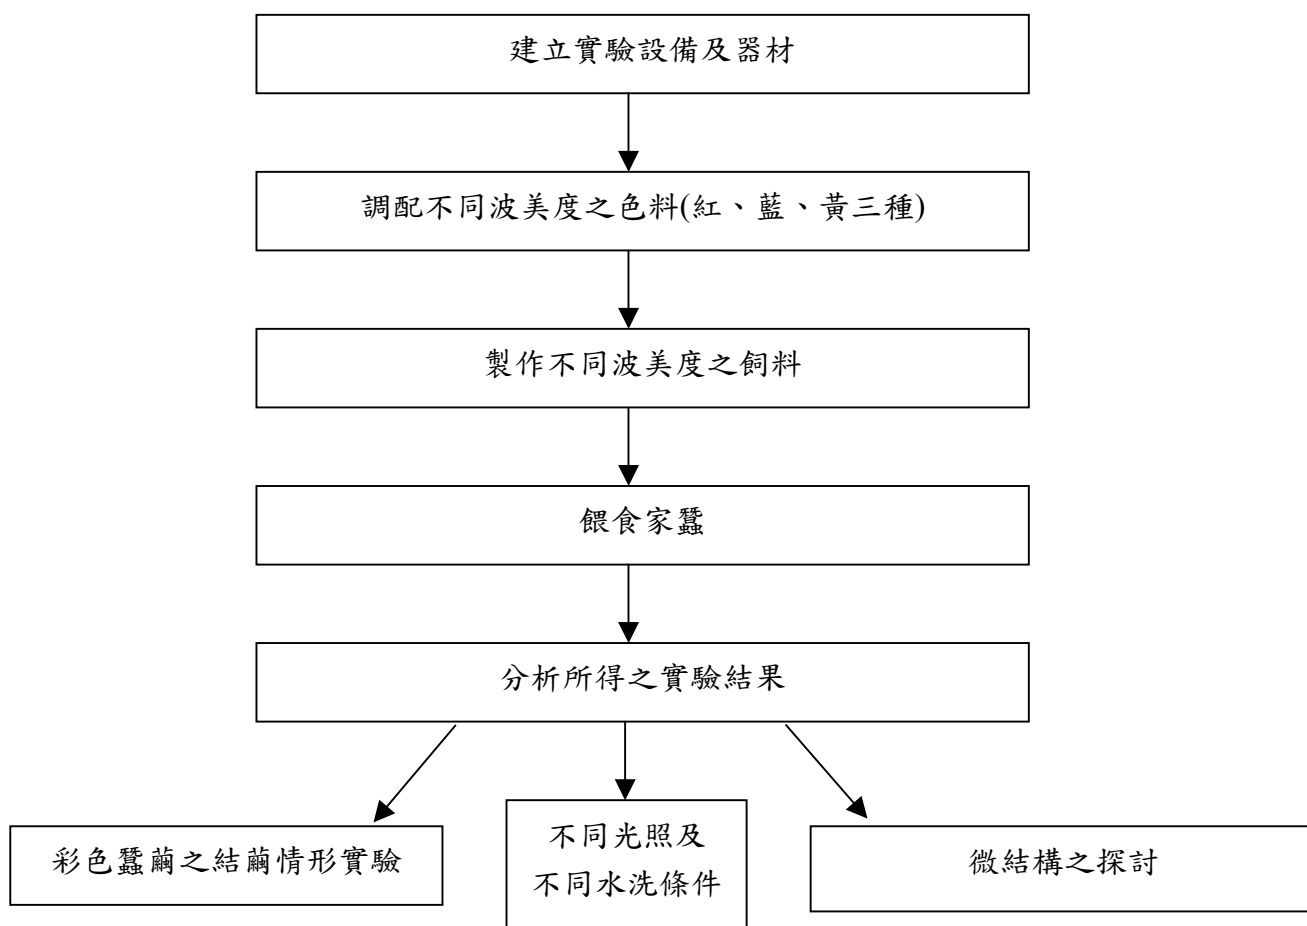 建立實驗設備及器材
調配不同波美度之色料(紅、藍、黃三種)
製作不同波美度之飼料
餵食家蠶
分析所得之實驗結果
彩色蠶繭之結繭情形實驗
不同光照及
不同水洗條件
微結構之探討